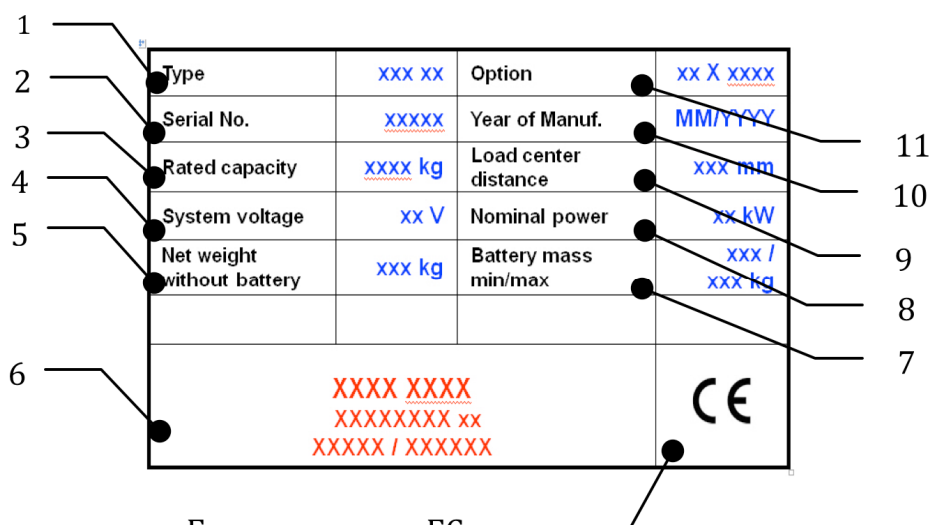 1
2
3
4
5
6
Type xxx xx Option xx X xxxx
Serial No. xxxxx Year of Manuf. MM/YYYY
Rated capacity xxxx kg Load center distance xxx mm
System voltage xx V Nominal power xx kW
Net weight without battery xxx kg Battery mass min/max xxx / xxx kg
XXXX XXXX
XXXXXXXX xx
XXXXX / XXXXXX
CE
11
10
9
8
7